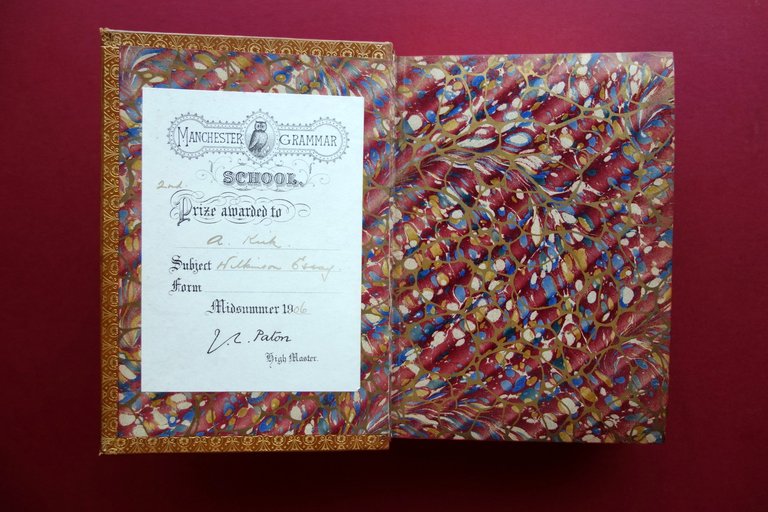 MANCHESTER GRAMMAR
SCHOOL.
2nd
Prize awarded to
A. Kirk.
Subject Wilkinson Essay
Form
Midsummer 1906
J. L. Paton
High Master.